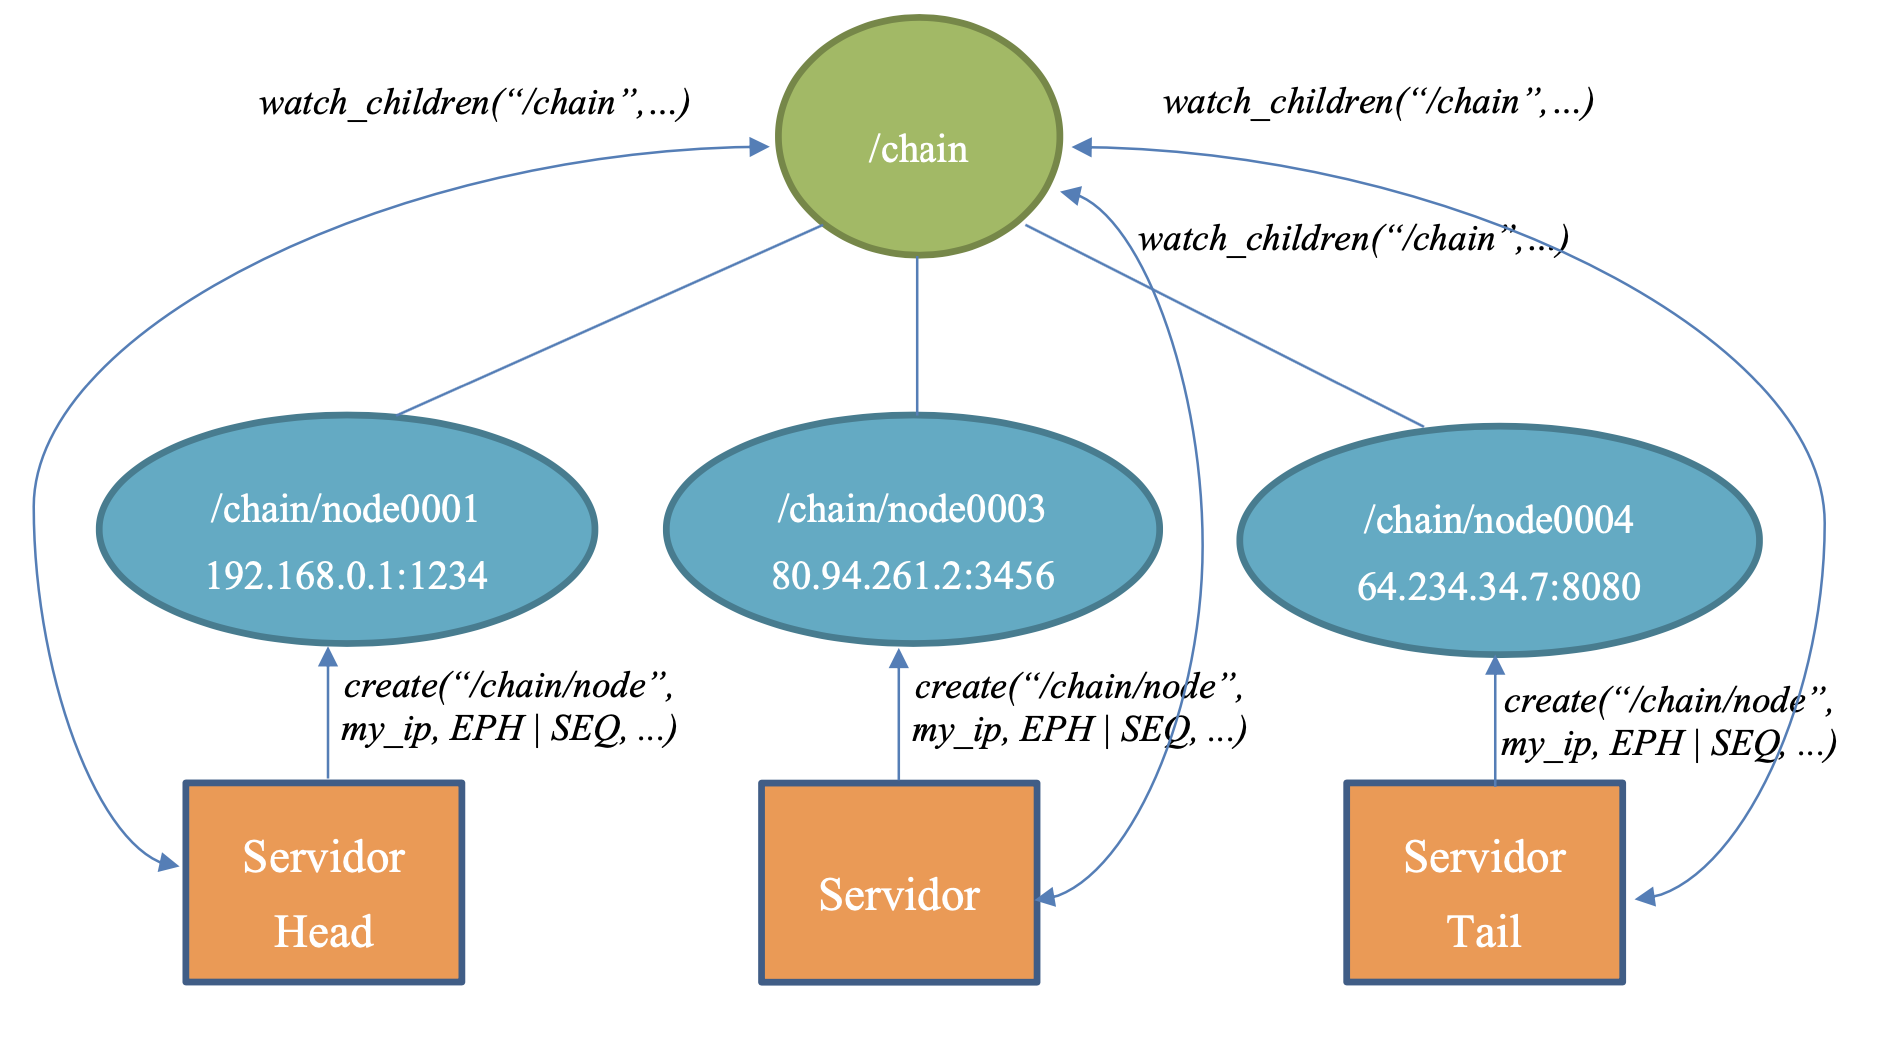 watch_children(“/chain”,...)
watch_children(“/chain”,...)
/chain
watch_children(“/chain”,...)
/chain/node0001
192.168.0.1:1234
/chain/node0003
80.94.261.2:3456
/chain/node0004
64.234.34.7:8080
create(“/chain/node”,
my_ip, EPH | SEQ, ...)
create(“/chain/node”,
my_ip, EPH | SEQ, ...)
create(“/chain/node”,
my_ip, EPH | SEQ, ...)
Servidor
Head
Servidor
Servidor
Tail